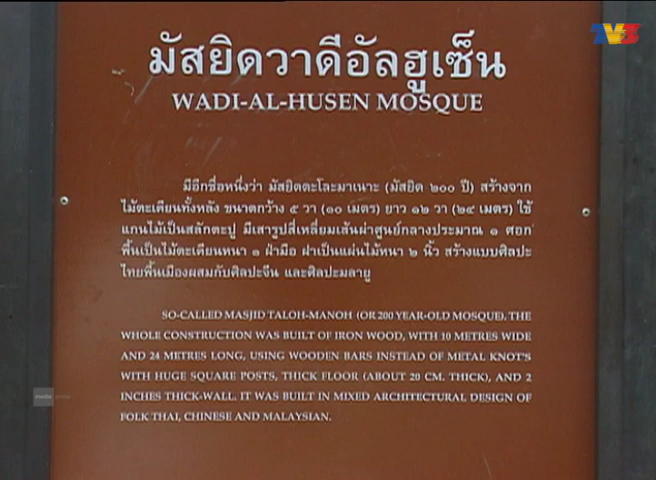 TV3
มัสยิดวาดีอัลฮูเซ็น
WADI-AL-HUSEN MOSQUE
มีอีกชื่อหนึ่งว่า มัสยิดตะโละมาเนาะ (มัสยิด ๒๐๐ ปี) สร้างจาก
ไม้ตะเคียนทั้งหลัง ขนาดกว้าง ๕ วา (๑๐ เมตร) ยาว ๑๒ วา (๒๔ เมตร) ใช้
แกนไม้เป็นสลักตะปู มีเสารูปสี่เหลี่ยมเส้นผ่าศูนย์กลางประมาณ ๑ ศอก
พื้นเป็นไม้ตะเคียนหนา ๑ ฝ่ามือ ฝาเป็นแผ่นไม้หนา ๒ นิ้ว สร้างแบบศิลปะ
ไทยพื้นเมืองผสมกับศิลปะจีน และศิลปะมลายู
SO-CALLED MASJID TALOH-MANOH (OR 200 YEAR-OLD MOSQUE). THE
WHOLE CONSTRUCTION WAS BUILT OF IRON WOOD, WITH 10 METRES WIDE
AND 24 METRES LONG, USING WOODEN BARS INSTEAD OF METAL KNOT'S
WITH HUGE SQUARE POSTS, THICK FLOOR (ABOUT 20 CM. THICK), AND 2
INCHES THICK-WALL. IT WAS BUILT IN MIXED ARCHITECTURAL DESIGN OF
FOLK THAI, CHINESE AND MALAYSIAN.
media prima